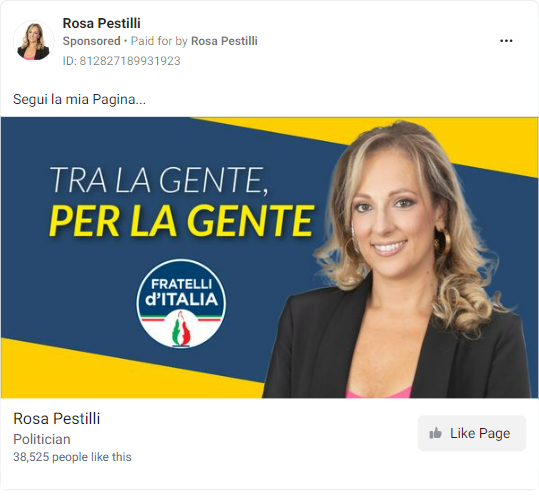 Rosa Pestilli
Sponsored • Paid for by Rosa Pestilli
ID: 812827189931923
Segui la mia Pagina...
TRA LA GENTE,
PER LA GENTE
FRATELLI
d'ITALIA
Rosa Pestilli
Politician
38,525 people like this
Like Page